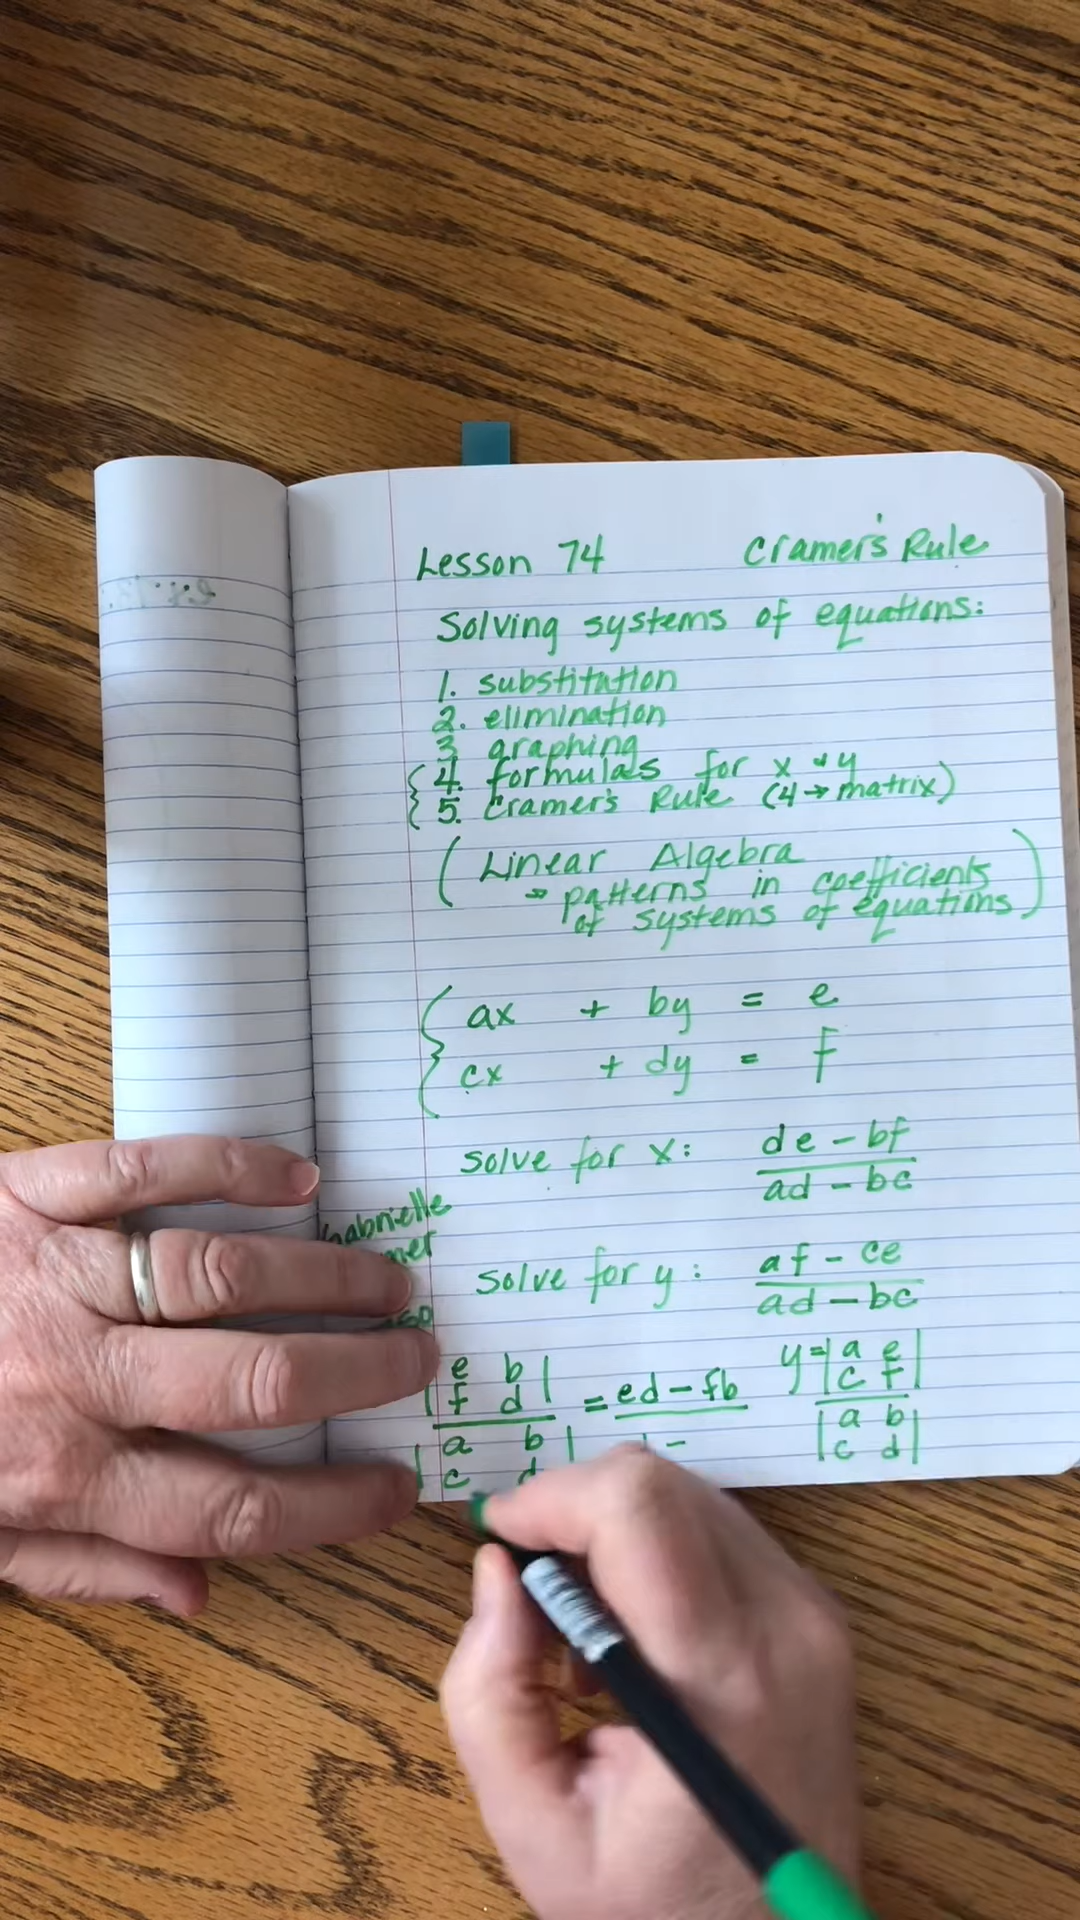 Lesson 74 Cramer's Rule
Solving systems of equations:
1. substitution
2. elimination
3. graphing
4. formulas for x & y
5. Cramer's Rule (4 → matrix)
( Linear Algebra
→ patterns in coefficients
of systems of equations )
ax + by = e
cx + dy = f
solve for x: de - bf
ad - bc
Gabrielle
solve for y: af - ce
ad - bc
|e b| = ed - fb y = |a e|
|f d| |c f|
|a b| - |a b|
|c d |c d|